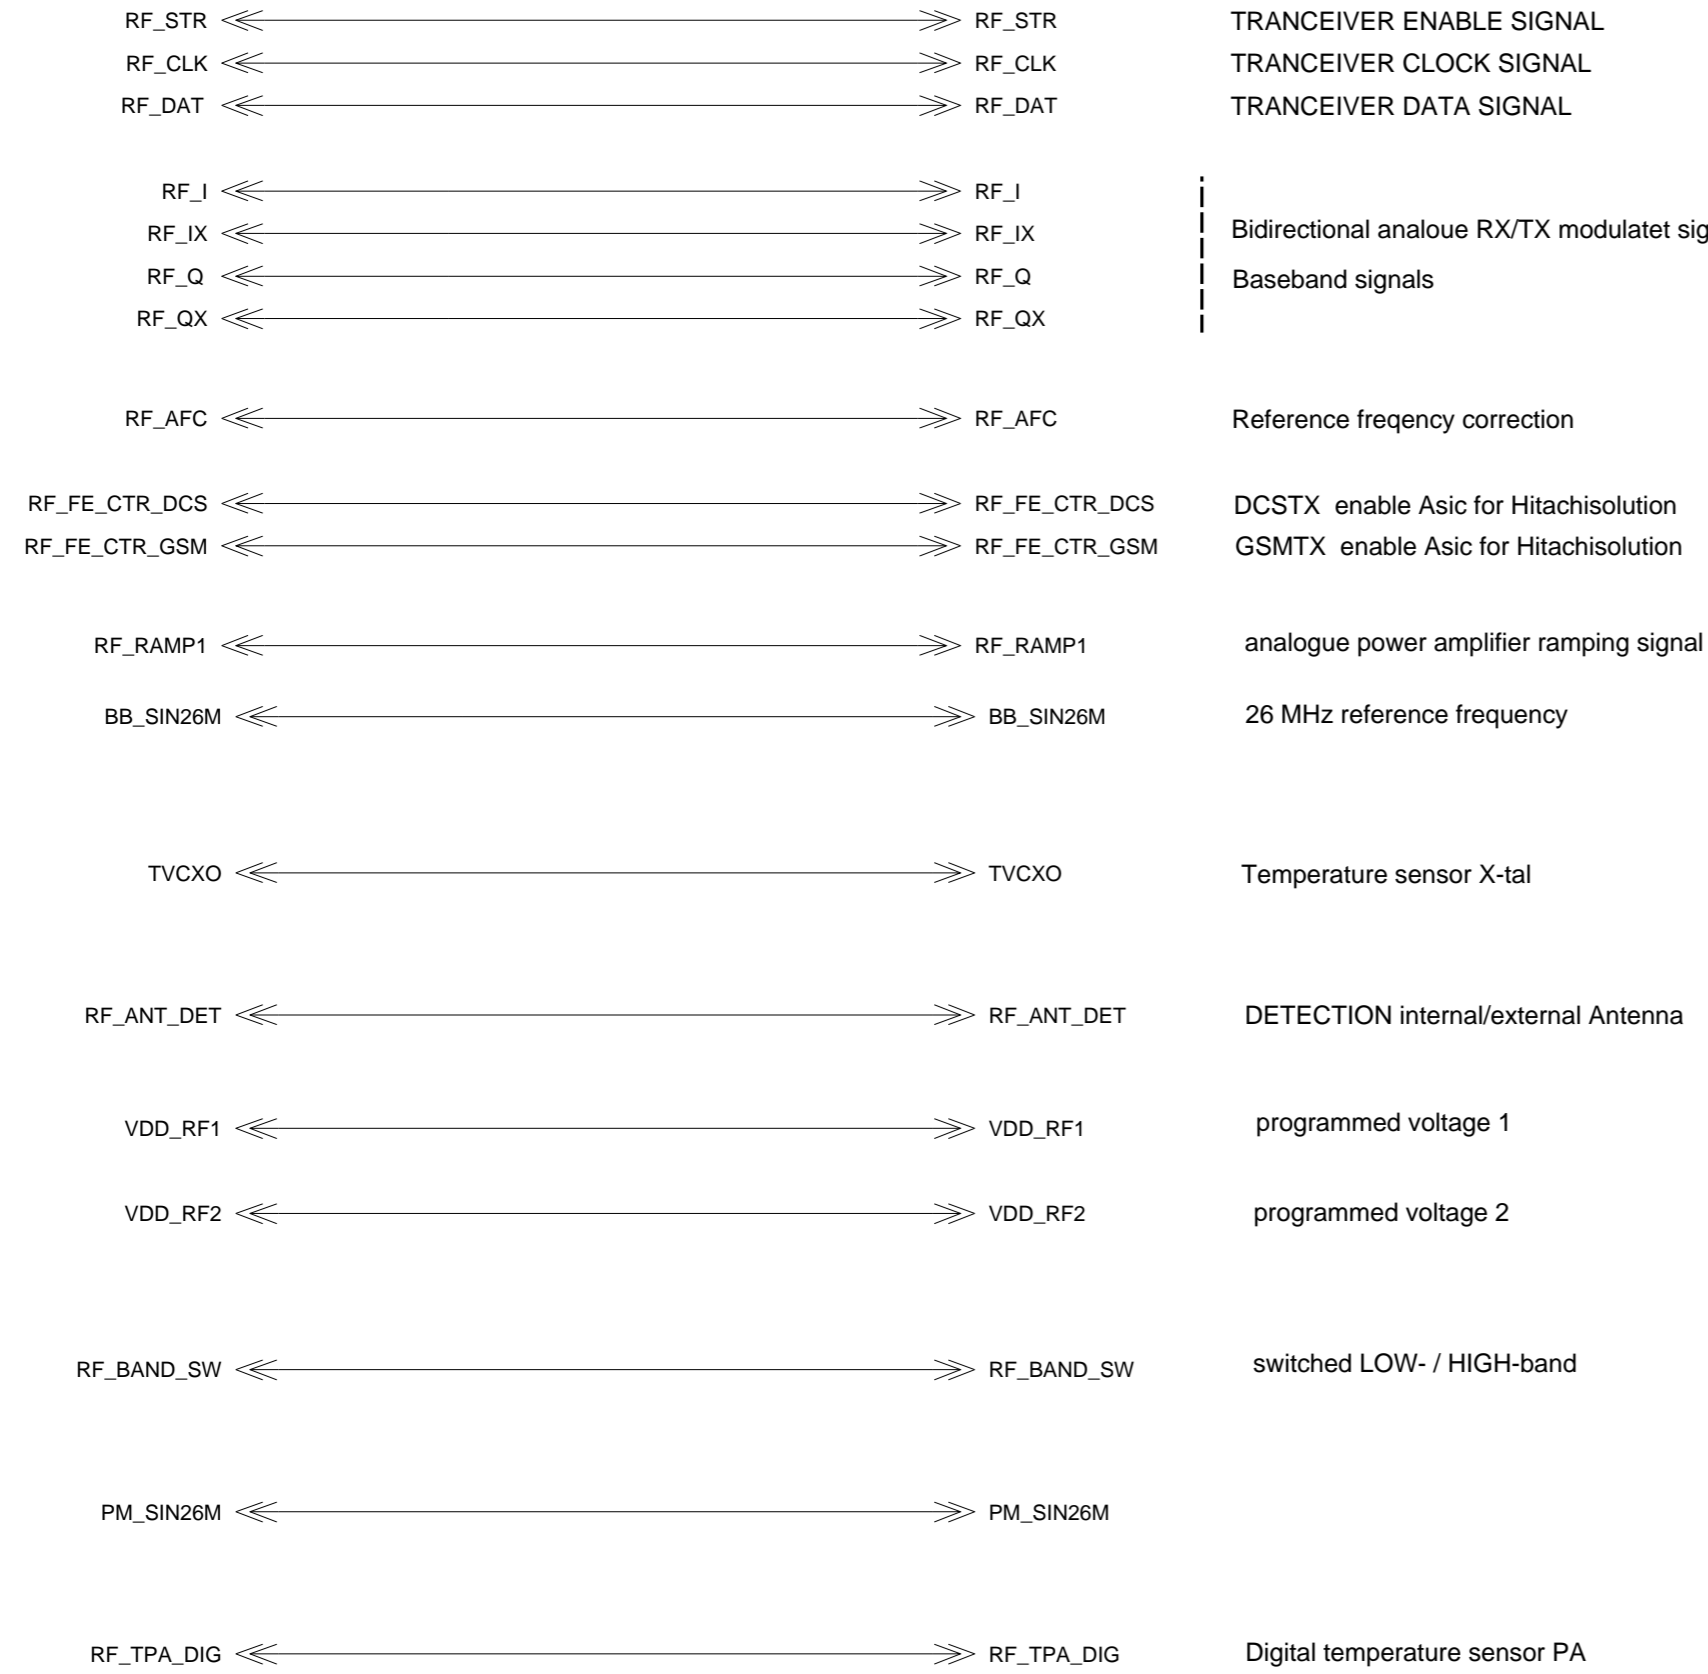 RF_STR RF_STR TRANCEIVER ENABLE SIGNAL
RF_CLK RF_CLK TRANCEIVER CLOCK SIGNAL
RF_DAT RF_DAT TRANCEIVER DATA SIGNAL
RF_I RF_I
RF_IX RF_IX Bidirectional analoue RX/TX modulatet
RF_Q RF_Q Baseband signals
RF_QX RF_QX
RF_AFC RF_AFC Reference freqency correction
RF_FE_CTR_DCS RF_FE_CTR_DCS DCSTX enable Asic for Hitachisolution
RF_FE_CTR_GSM RF_FE_CTR_GSM GSMTX enable Asic for Hitachisolution
RF_RAMP1 RF_RAMP1 analogue power amplifier ramping signal
BB_SIN26M BB_SIN26M 26 MHz reference frequency
TVCXO TVCXO Temperature sensor X-tal
RF_ANT_DET RF_ANT_DET DETECTION internal/external Antenna
VDD_RF1 VDD_RF1 programmed voltage 1
VDD_RF2 VDD_RF2 programmed voltage 2
RF_BAND_SW RF_BAND_SW switched LOW- / HIGH-band
PM_SIN26M PM_SIN26M
RF_TPA_DIG RF_TPA_DIG Digital temperature sensor PA